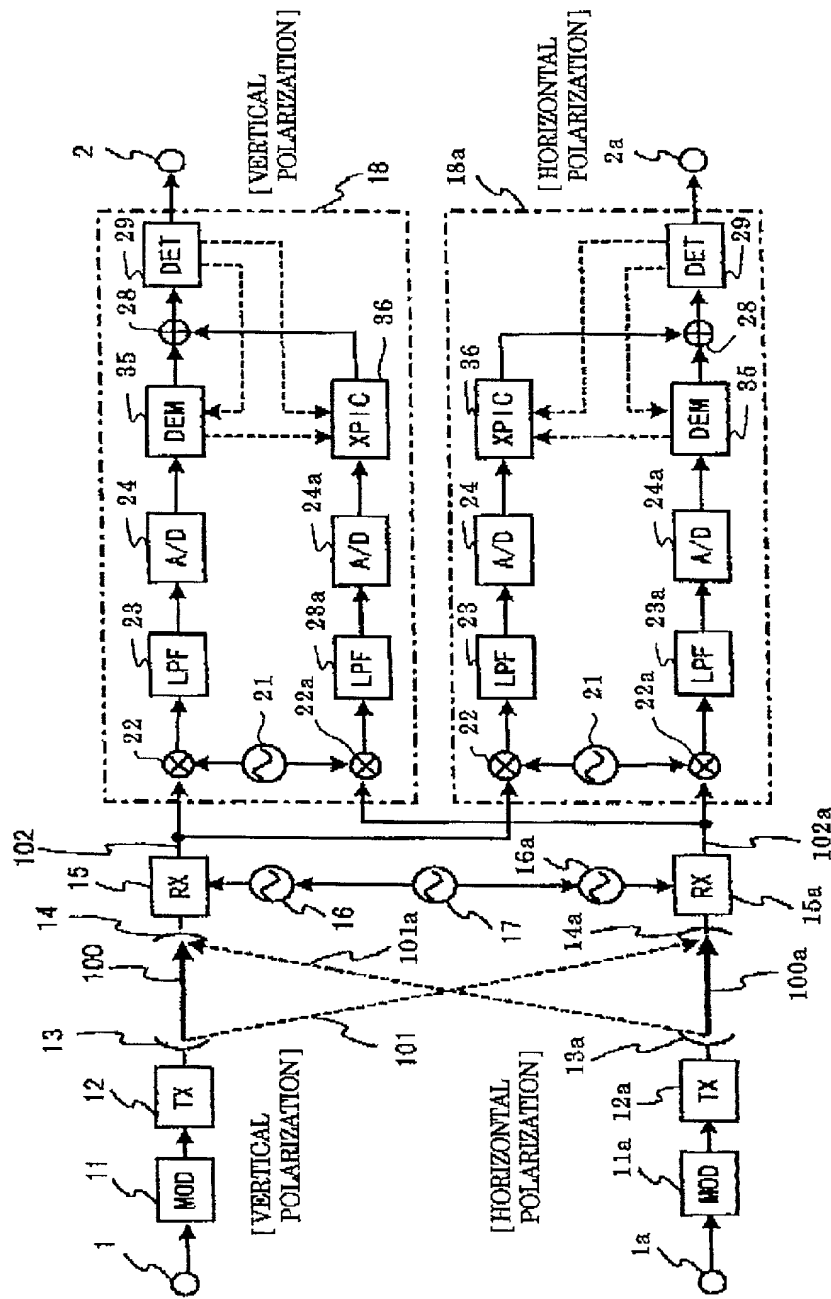 1
11
MOD
12
TX
13
100
14
15
RX
102
22
23
LPF
24
A/D
35
DEM
28
29
DET
2
[VERTICAL
POLARIZATION]
[VERTICAL
POLARIZATION]
16
21
22a
23a
LPF
24a
A/D
XPIC
36
18
101a
101
17
[HORIZONTAL
POLARIZATION]
16a
22
23
LPF
24
A/D
36
XPIC
18a
[HORIZONTAL
POLARIZATION]
21
1a
11a
MOD
12a
TX
13a
100a
14a
RX
15a
102a
22a
23a
LPF
24a
A/D
DEM
35
28
DET
29
2a